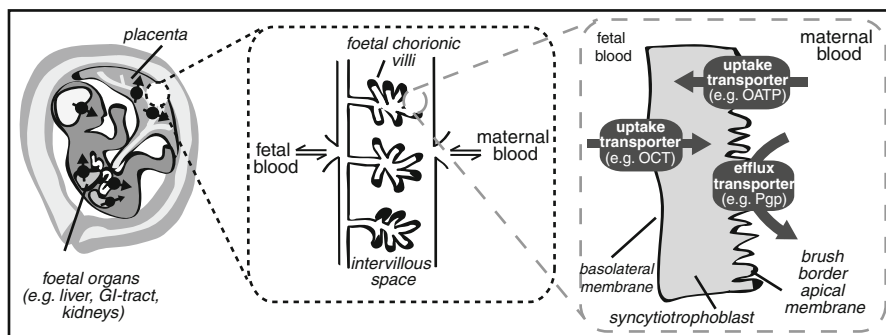 placenta
foetal organs
(e.g. liver, GI-tract,
kidneys)
foetal chorionic
villi
fetal
blood
maternal
blood
intervillous
space
fetal
blood
maternal
blood
uptake
transporter
(e.g. OATP)
uptake
transporter
(e.g. OCT)
efflux
transporter
(e.g. Pgp)
basolateral
membrane
syncytiotrophoblast
brush
border
apical
membrane